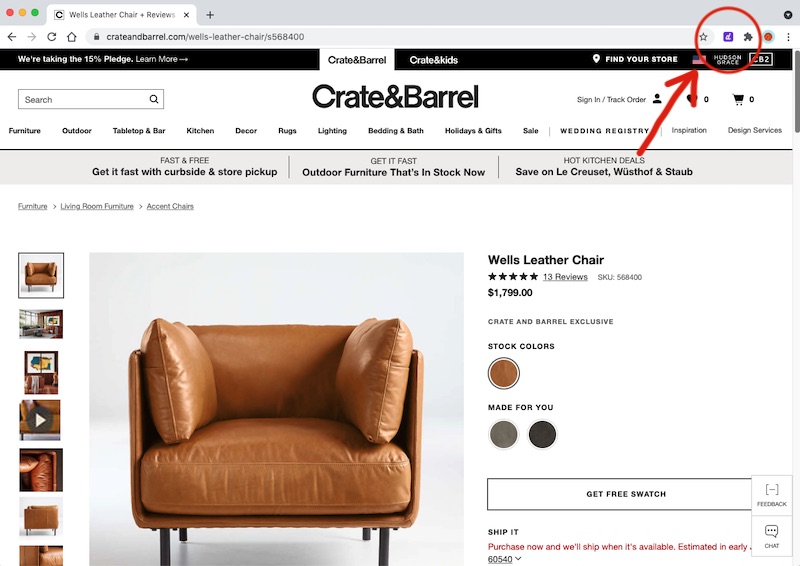 Wells Leather Chair + Reviews
crateandbarrel.com/wells-leather-chair/s568400
We're taking the 15% Pledge. Learn More
Crate&Barrel
Crate&kids
FIND YOUR STORE
HUDSON
GRACE
CB2
Search
Crate&Barrel
Sign In / Track Order
0
0
Furniture Outdoor Tabletop & Bar Kitchen Decor Rugs Lighting Bedding & Bath Holidays & Gifts Sale WEDDING REGISTRY Inspiration Design Services
FAST & FREE
Get it fast with curbside & store pickup
GET IT FAST
Outdoor Furniture That's In Stock Now
HOT KITCHEN DEALS
Save on Le Creuset, Wüsthof & Staub
Furniture > Living Room Furniture > Accent Chairs
Wells Leather Chair
13 Reviews SKU: 568400
$1,799.00
CRATE AND BARREL EXCLUSIVE
STOCK COLORS
MADE FOR YOU
GET FREE SWATCH
FEEDBACK
CHAT
SHIP IT
Purchase now and we'll ship when it's available. Estimated in early
60540